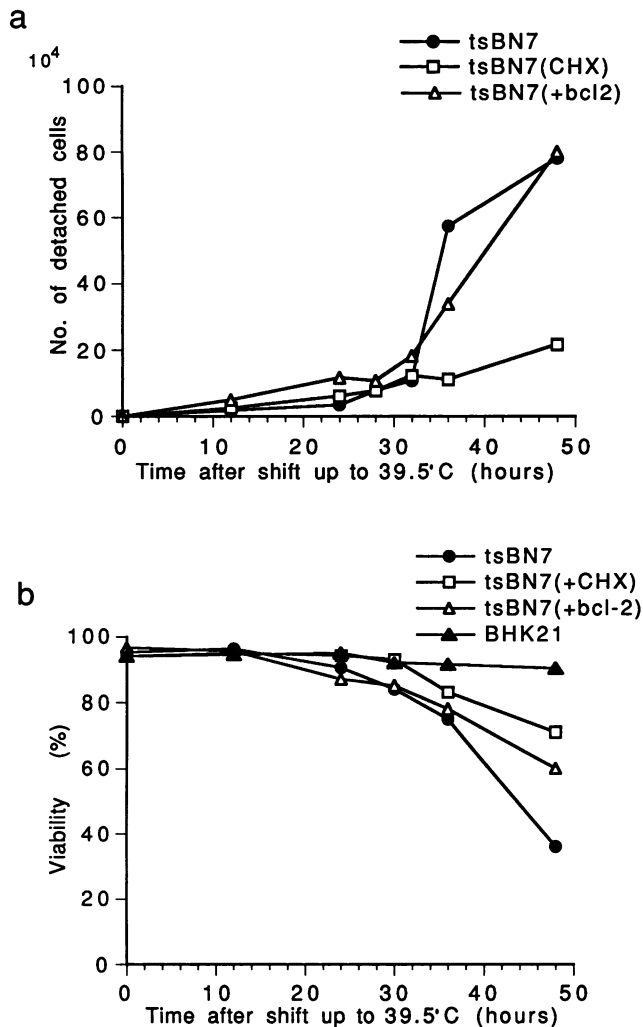 a
10⁴
tsBN7
tsBN7(CHX)
tsBN7(+bcl2)
No. of detached cells
100
80
60
40
20
0
0 10 20 30 40 50
Time after shift up to 39.5°C (hours)
b
tsBN7
tsBN7(+CHX)
tsBN7(+bcl-2)
BHK21
Viability (%)
100
80
60
40
20
0
0 10 20 30 40 50
Time after shift up to 39.5°C (hours)